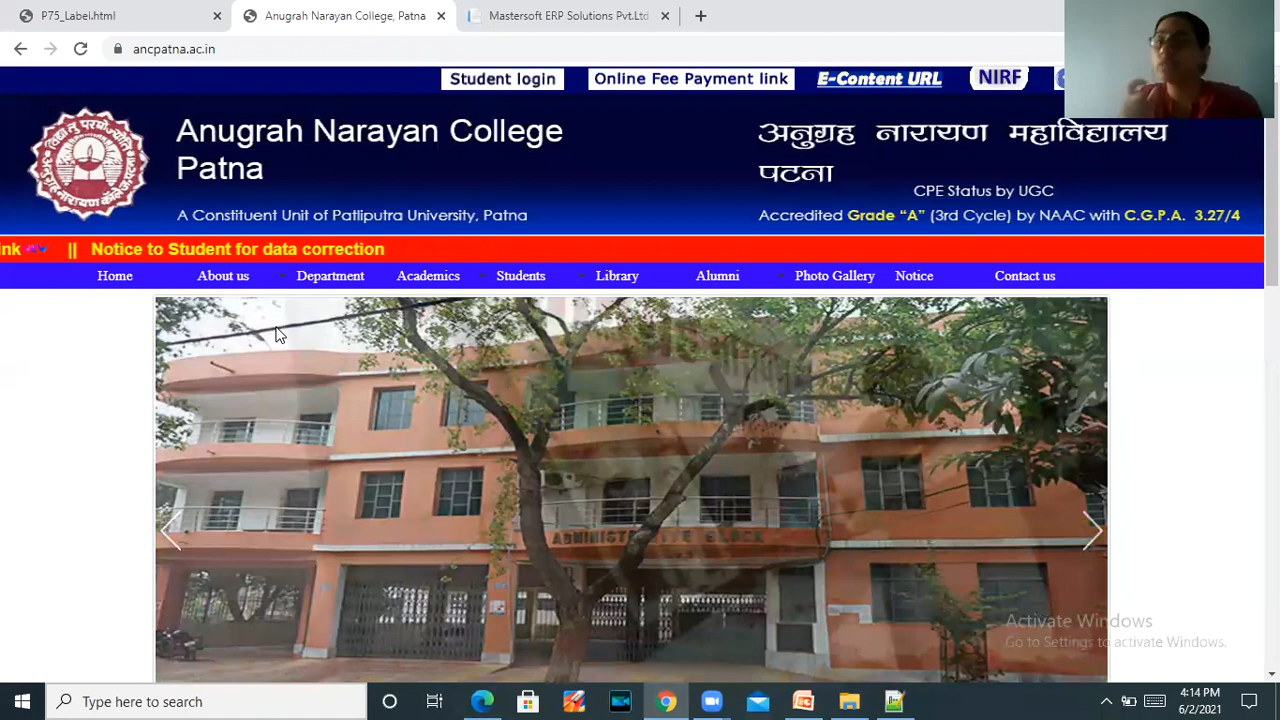 P75_Label.html
Anugrah Narayan College, Patna
Mastersoft ERP Solutions Pvt.Ltd
ancpatna.ac.in
Student login
Online Fee Payment link
E-Content URL
NIRF
Anugrah Narayan College
Patna
A Constituent Unit of Patliputra University, Patna
अनुग्रह नारायण महाविद्यालय
पटना
CPE Status by UGC
Accredited Grade “A” (3rd Cycle) by NAAC with C.G.P.A. 3.27/4
ink || Notice to Student for data correction
Home About us Department Academics Students Library Alumni Photo Gallery Notice Contact us
ADMINISTRATIVE BLOCK
Activate Windows
Go to Settings to activate Windows.
Type here to search
4:14 PM
6/2/2021